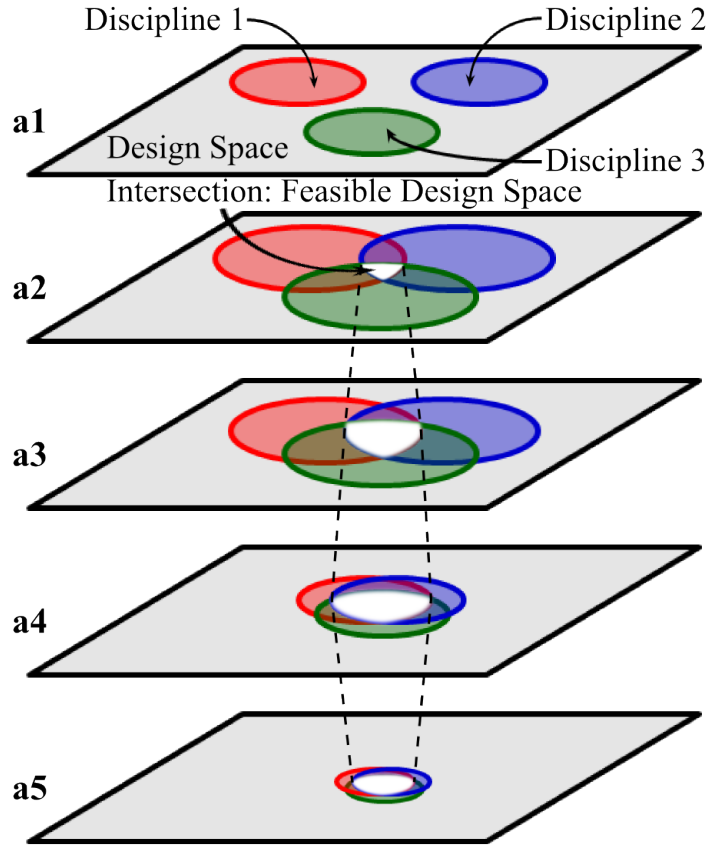 Discipline 1
Discipline 2
a1
Design Space
Discipline 3
Intersection: Feasible Design Space
a2
a3
a4
a5